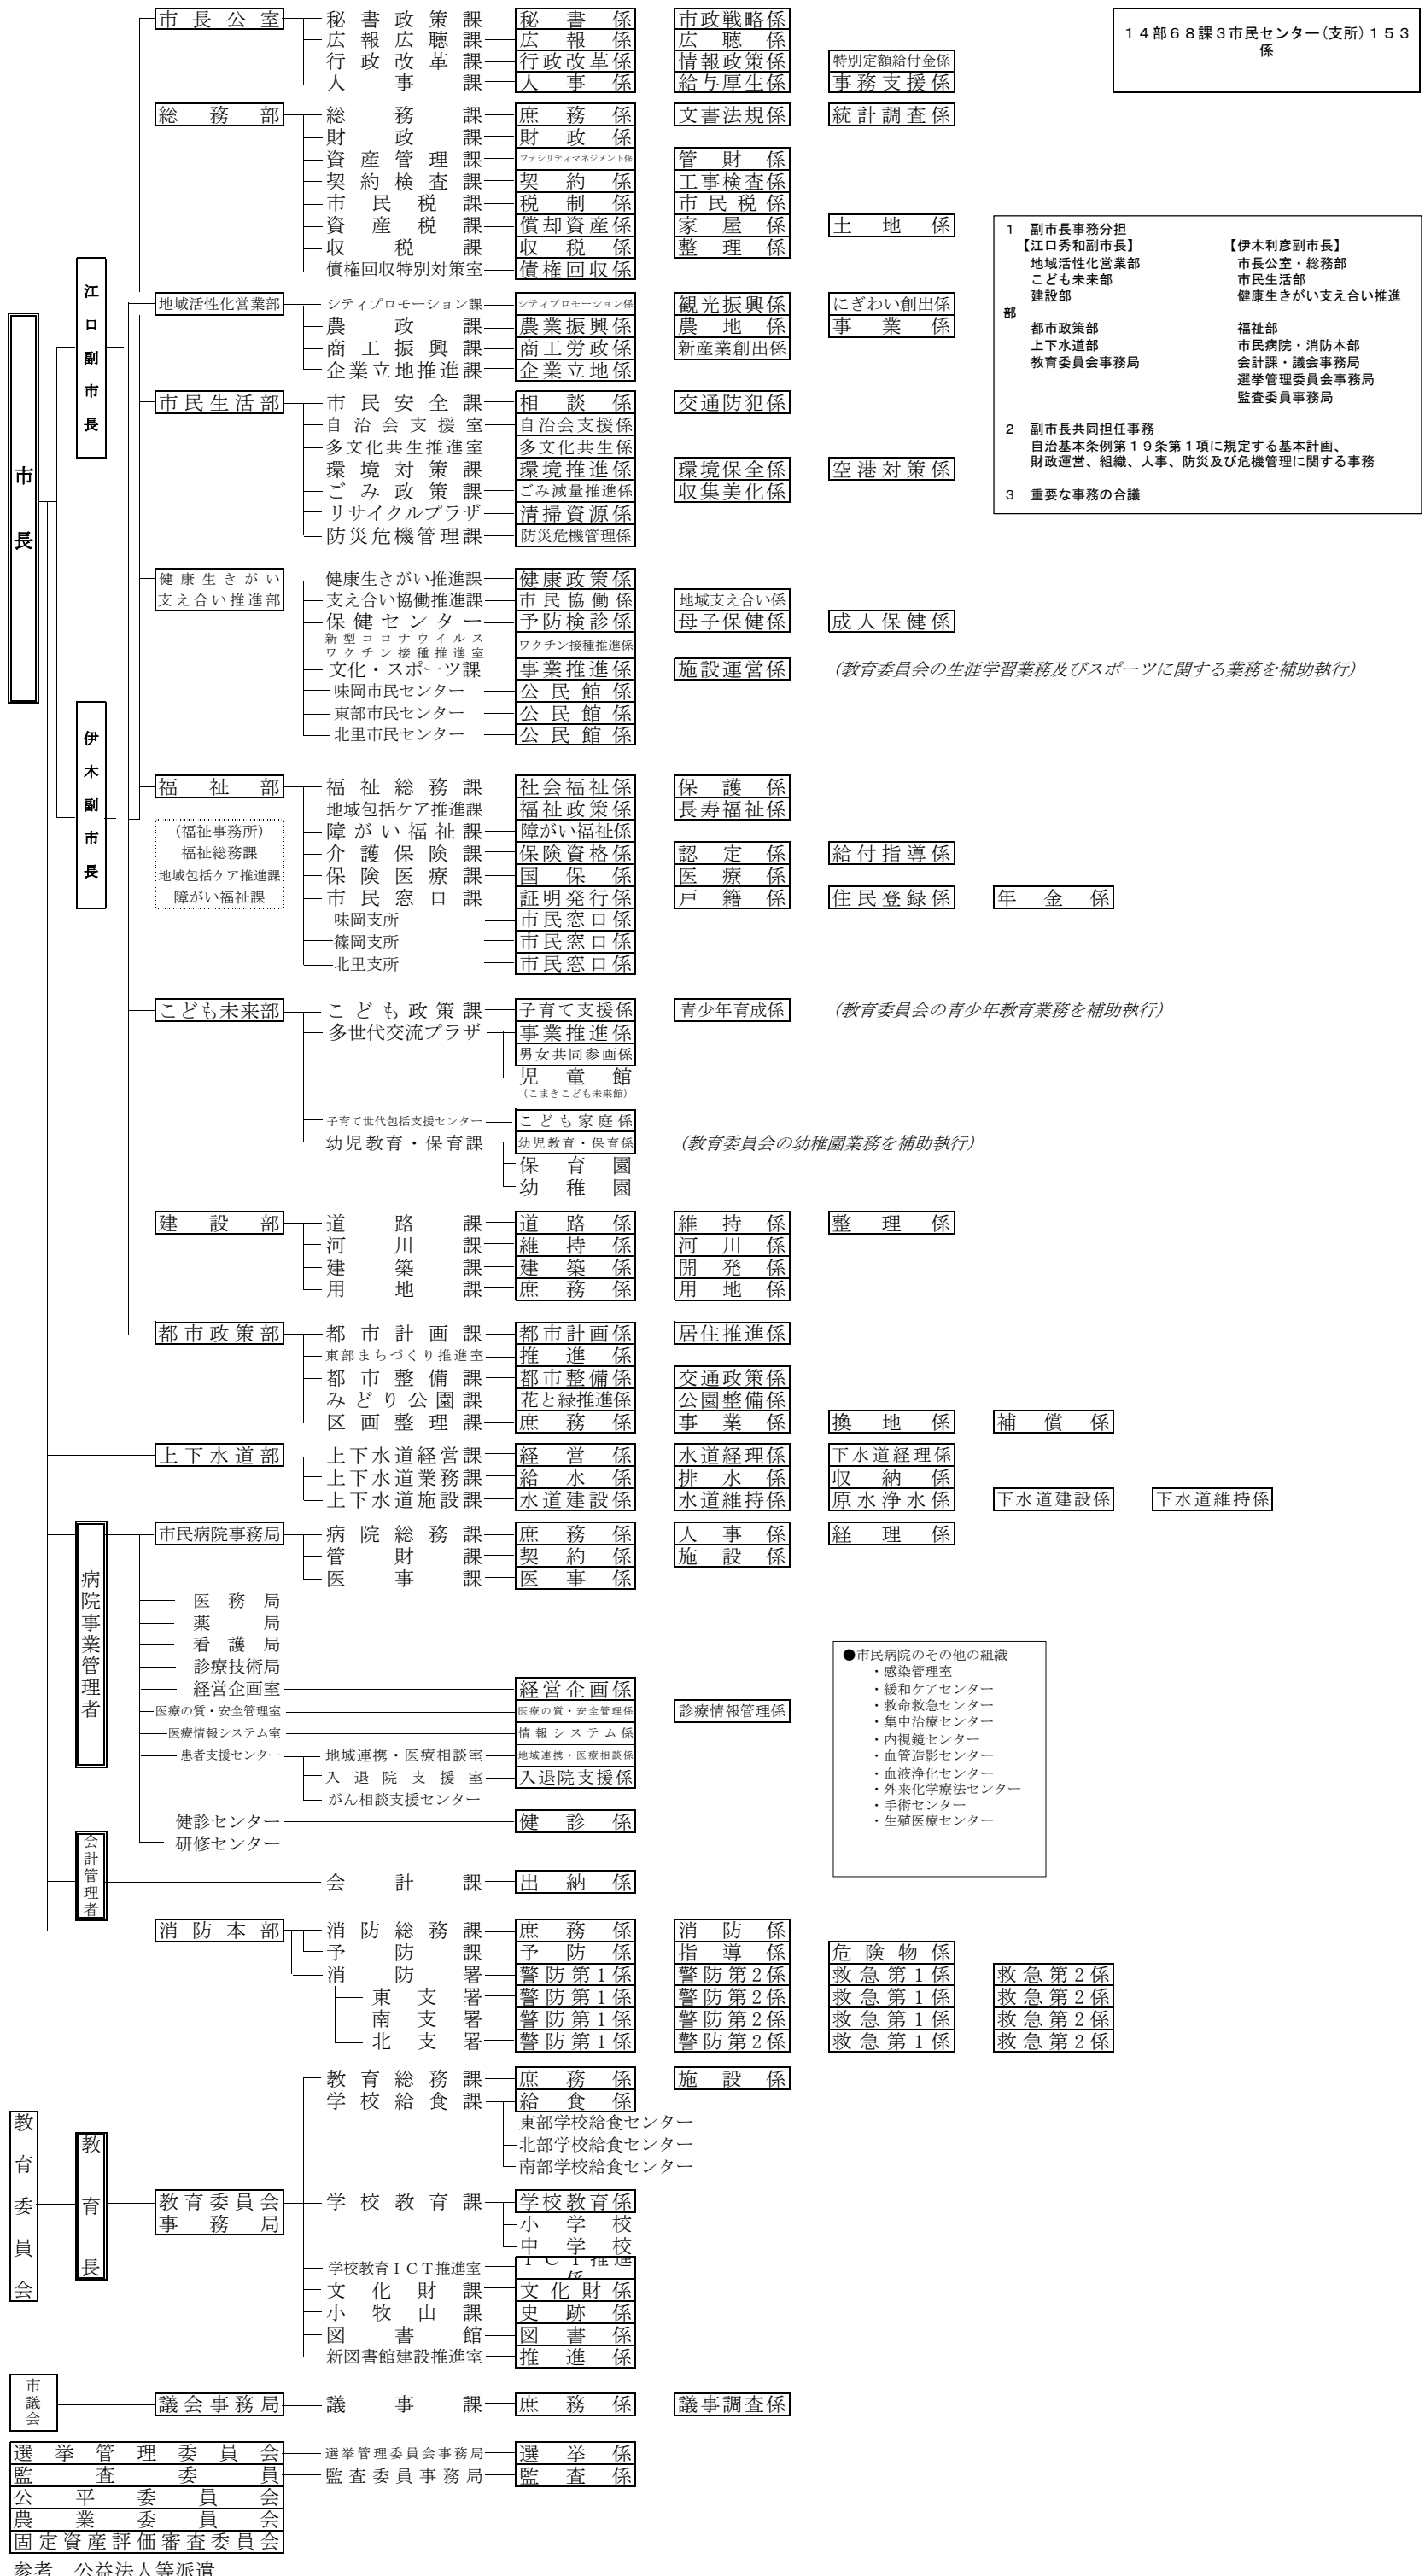 市長公室 秘書政策課 秘書係 市政戦略係
広報広聴課 広報係 広聴係
行政改革課 行政改革係 情報政策係 特別定額給付金係
人事課 人事係 給与厚生係 事務支援係
14部68課3市民センター(支所)153
係
総務部 総務課 庶務係 文書法規係 統計調査係
財政課 財政係
資産管理課 ファシリティマネジメント係 管財係
契約検査課 契約係 工事検査係
市民税課 税制係 市民税係
資産税課 償却資産係 家屋係 土地係
収税課 収税係 整理係
債権回収特別対策室 債権回収係
1 副市長事務分担
【江口秀和副市長】 【伊木利彦副市長】
地域活性化営業部 市長公室・総務部
こども未来部 市民生活部
建設部 健康生きがい支え合い推進
部
都市政策部 福祉部
上下水道部 市民病院・消防本部
教育委員会事務局 会計課・議会事務局
選挙管理委員会事務局
監査委員事務局
2 副市長共同担任事務
自治基本条例第19条第1項に規定する基本計画、
財政運営、組織、人事、防災及び危機管理に関する事務
3 重要な事務の合議
市長
江口副市長
伊木副市長
地域活性化営業部 シティプロモーション課 シティプロモーション係 観光振興係 にぎわい創出係
農政課 農業振興係 農地係 事業係
商工振興課 商工労政係 新産業創出係
企業立地推進課 企業立地係
市民生活部 市民安全課 相談係 交通防犯係
自治会支援室 自治会支援係
多文化共生推進室 多文化共生係
環境対策課 環境推進係 環境保全係 空港対策係
ごみ政策課 ごみ減量推進係 収集美化係
リサイクルプラザ 清掃資源係
防災危機管理課 防災危機管理係
健康生きがい
支え合い推進部
健康生きがい推進課 健康政策係
支え合い協働推進課 市民協働係 地域支え合い係
保健センター 予防検診係 母子保健係 成人保健係
新型コロナウイルス
ワクチン接種推進室 ワクチン接種推進係
文化・スポーツ課 事業推進係 施設運営係 (教育委員会の生涯学習業務及びスポーツに関する業務を補助執行)
味岡市民センター 公民館係
東部市民センター 公民館係
北里市民センター 公民館係
福祉部 福祉総務課 社会福祉係 保護係
地域包括ケア推進課 福祉政策係 長寿福祉係
障がい福祉課 障がい福祉係
介護保険課 保険資格係 認定係 給付指導係
保険医療課 国保係 医療係
市民窓口課 証明発行係 戸籍係 住民登録係 年金係
味岡支所 市民窓口係
篠岡支所 市民窓口係
北里支所 市民窓口係
(福祉事務所)
福祉総務課
地域包括ケア推進課
障がい福祉課
こども未来部 こども政策課 子育て支援係 青少年育成係 (教育委員会の青少年教育業務を補助執行)
多世代交流プラザ 事業推進係
男女共同参画係
児童館
(こまきこども未来館)
子育て世代包括支援センター こども家庭係
幼児教育・保育課 幼児教育・保育係 (教育委員会の幼稚園業務を補助執行)
保育園
幼稚園
建設部 道路課 道路係 維持係 整理係
河川課 維持係 河川係
建築課 建築係 開発係
用地課 庶務係 用地係
都市政策部 都市計画課 都市計画係 居住推進係
東部まちづくり推進室 推進係
都市整備課 都市整備係 交通政策係
みどり公園課 花と緑推進係 公園整備係
区画整理課 庶務係 事業係 換地係 補償係
上下水道部 上下水道経営課 経営係 水道経理係 下水道経理係
上下水道業務課 給水係 排水係 収納係
上下水道施設課 水道建設係 水道維持係 原水浄水係 下水道建設係 下水道維持係
病院事業管理者
市民病院事務局 病院総務課 庶務係 人事係 経理係
管財課 契約係 施設係
医事課 医事係
医務局
薬局
看護局
診療技術局
経営企画室 経営企画係
医療の質・安全管理室 医療の質・安全管理係 診療情報管理係
医療情報システム室 情報システム係
患者支援センター 地域連携・医療相談室 地域連携・医療相談係
入退院支援室 入退院支援係
がん相談支援センター
健診センター 健診係
研修センター
●市民病院のその他の組織
・感染管理室
・緩和ケアセンター
・救命救急センター
・集中治療センター
・内視鏡センター
・血管造影センター
・血液浄化センター
・外来化学療法センター
・手術センター
・生殖医療センター
会計管理者 会計課 出納係
消防本部 消防総務課 庶務係 消防係
予防課 予防係 指導係 危険物係
消防署 警防第1係 警防第2係 救急第1係 救急第2係
東支署 警防第1係 警防第2係 救急第1係 救急第2係
南支署 警防第1係 警防第2係 救急第1係 救急第2係
北支署 警防第1係 警防第2係 救急第1係 救急第2係
教育委員会
教育長
教育委員会
事務局
教育総務課 庶務係 施設係
学校給食課 給食係
東部学校給食センター
北部学校給食センター
南部学校給食センター
学校教育課 学校教育係
小学校
中学校
学校教育ICT推進室 ICT推進係
文化財課 文化財係
小牧山課 史跡係
図書館 図書係
新図書館建設推進室 推進係
市議会 議会事務局 議事課 庶務係 議事調査係
選挙管理委員会 選挙管理委員会事務局 選挙係
監査委員 監査委員事務局 監査係
公平委員会
農業委員会
固定資産評価審査委員会
参考 公益法人等派遣